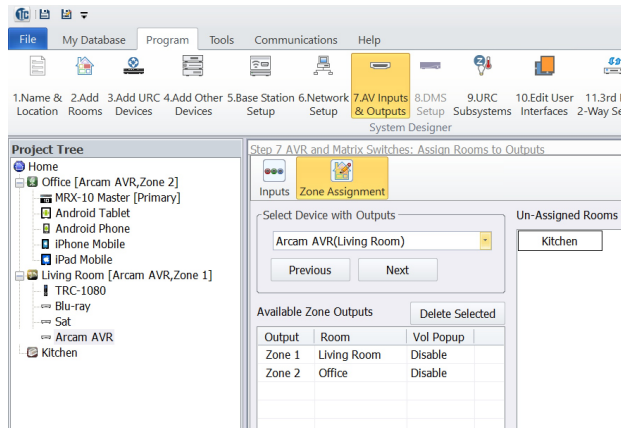 TC
File My Database Program Tools Communications Help
1.Name & 2.Add 3.Add URC 4.Add Other 5.Base Station 6.Network 7.AV Inputs 8.DMS 9.URC 10.Edit User
Location Rooms Devices Devices Setup Setup & Outputs Setup Subsystems Interfaces 2-Way
System Designer
Project Tree
Home
Office [Arcam AVR,Zone 2]
MRX-10 Master [Primary]
Android Tablet
Android Phone
iPhone Mobile
iPad Mobile
Living Room [Arcam AVR,Zone 1]
TRC-1080
Blu-ray
Sat
Arcam AVR
Kitchen
Step 7 AVR and Matrix Switches: Assign Rooms to Outputs
Inputs Zone Assignment
Select Device with Outputs
Arcam AVR(Living Room)
Previous Next
Available Zone Outputs Delete Selected
Output Room Vol Popup
Zone 1 Living Room Disable
Zone 2 Office Disable
Un-Assigned Rooms
Kitchen